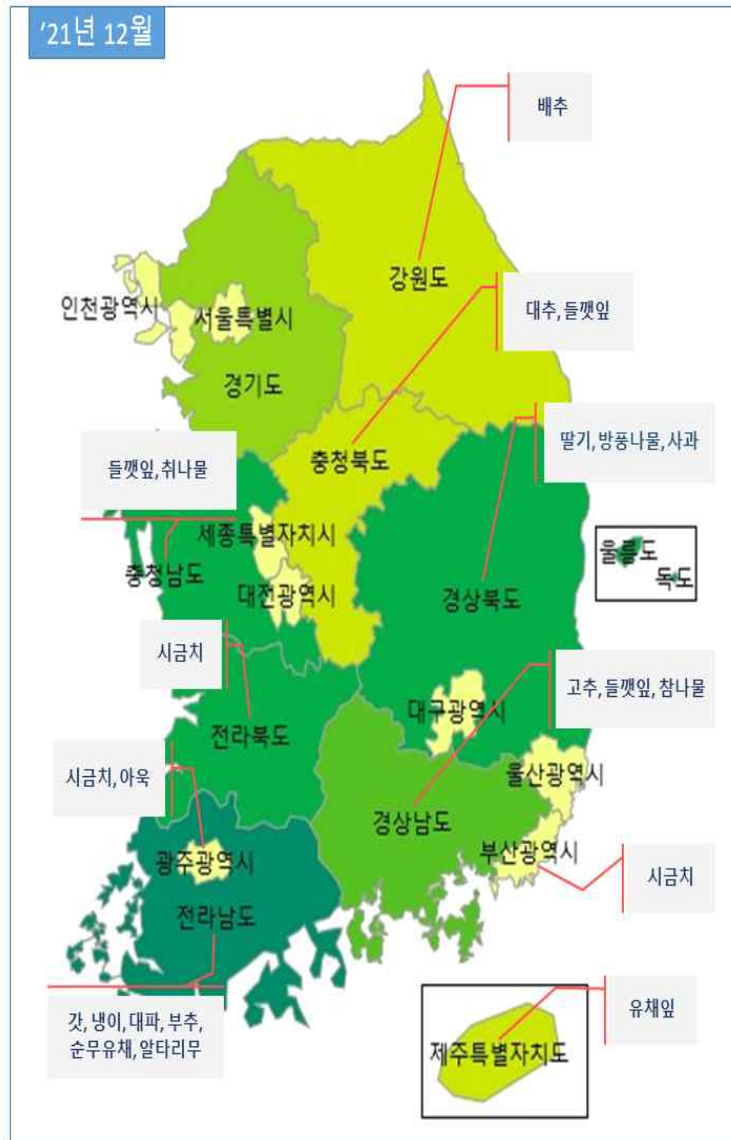 '21년 12월
배추
강원도
인천광역시
서울특별시
경기도
대추, 들깻잎
충청북도
딸기, 방풍나물, 사과
들깻잎, 취나물
세종특별자치시
충청남도
대전광역시
경상북도
울릉도
독도
시금치
전라북도
대구광역시
고추, 들깻잎, 참나물
울산광역시
시금치, 아욱
경상남도
부산광역시
광주광역시
시금치
전라남도
갓, 냉이, 대파, 부추,
순무유채, 알타리무
유채잎
제주특별자치도